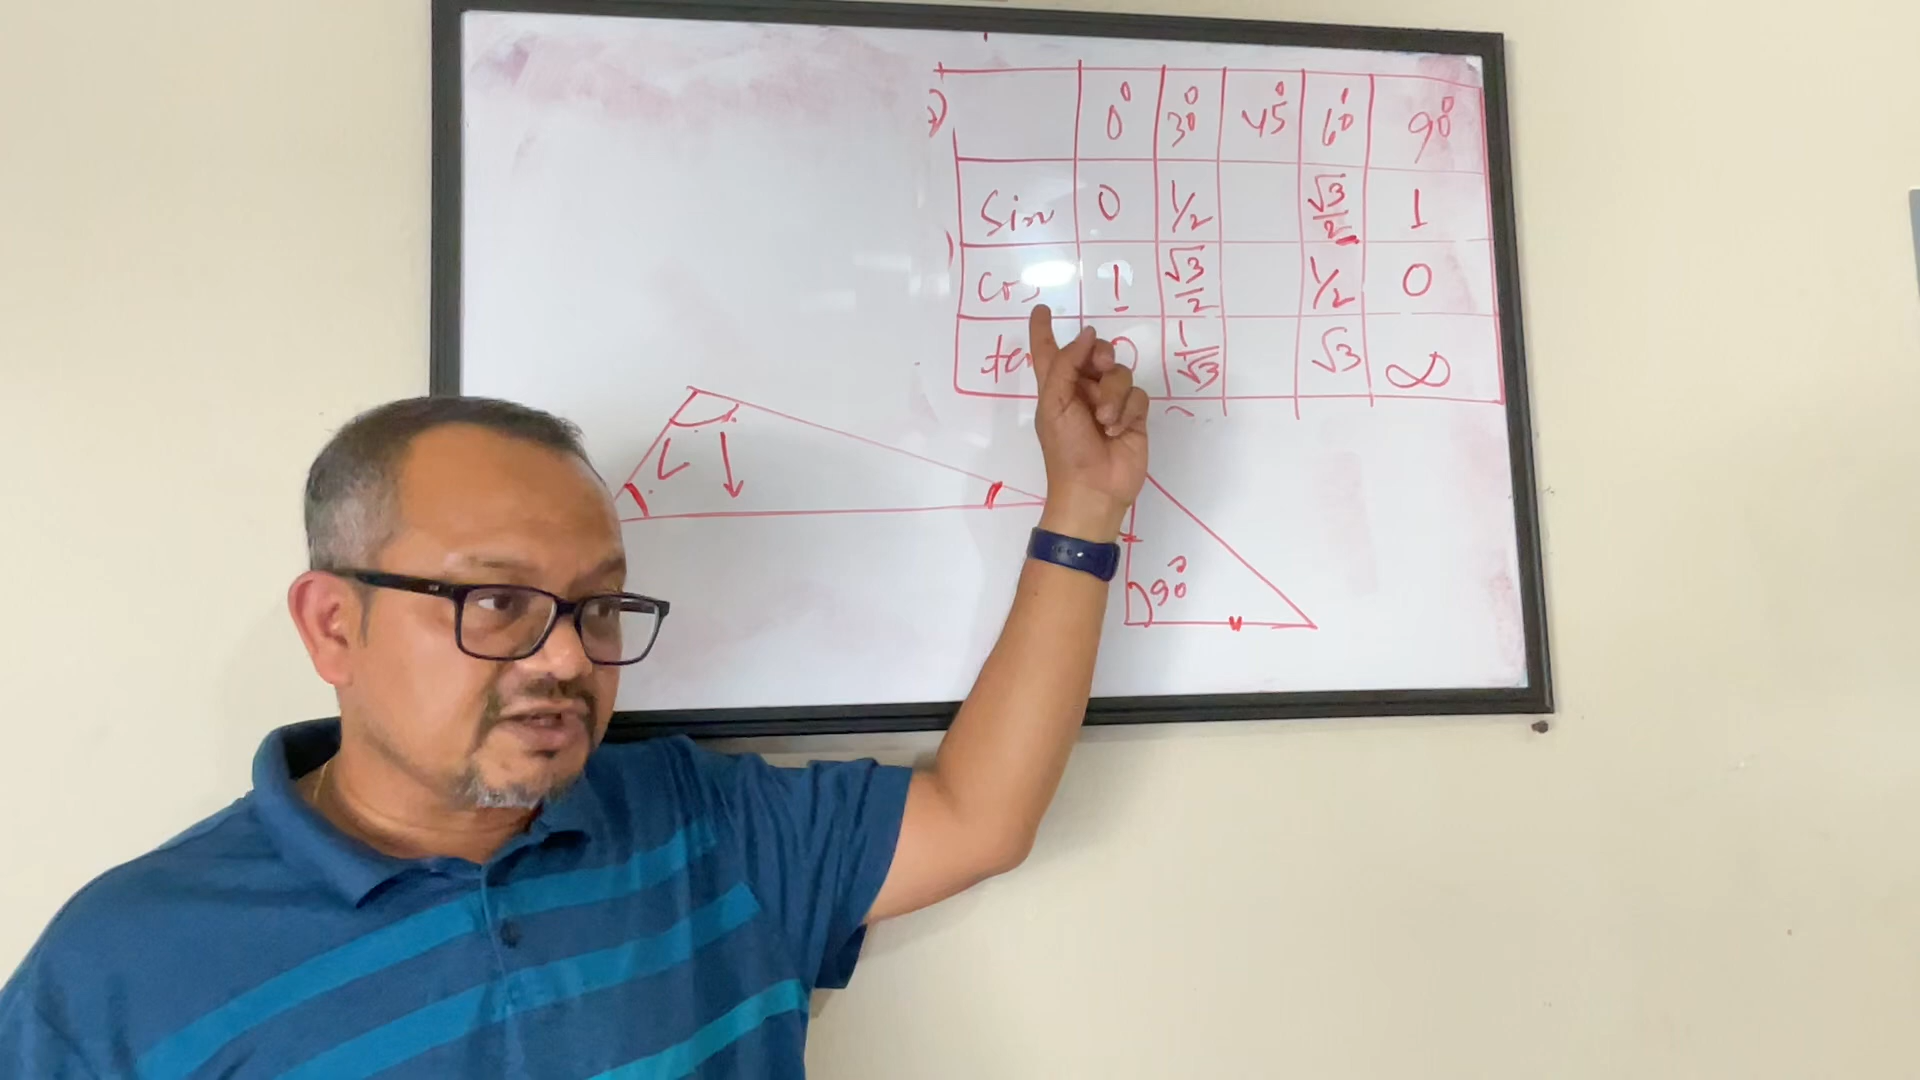 0° 30° 45° 60° 90°
Sin 0 1/2 √3/2 1
Cos 1 √3/2 1/2 0
0 1/√3 √3 ∞
90°